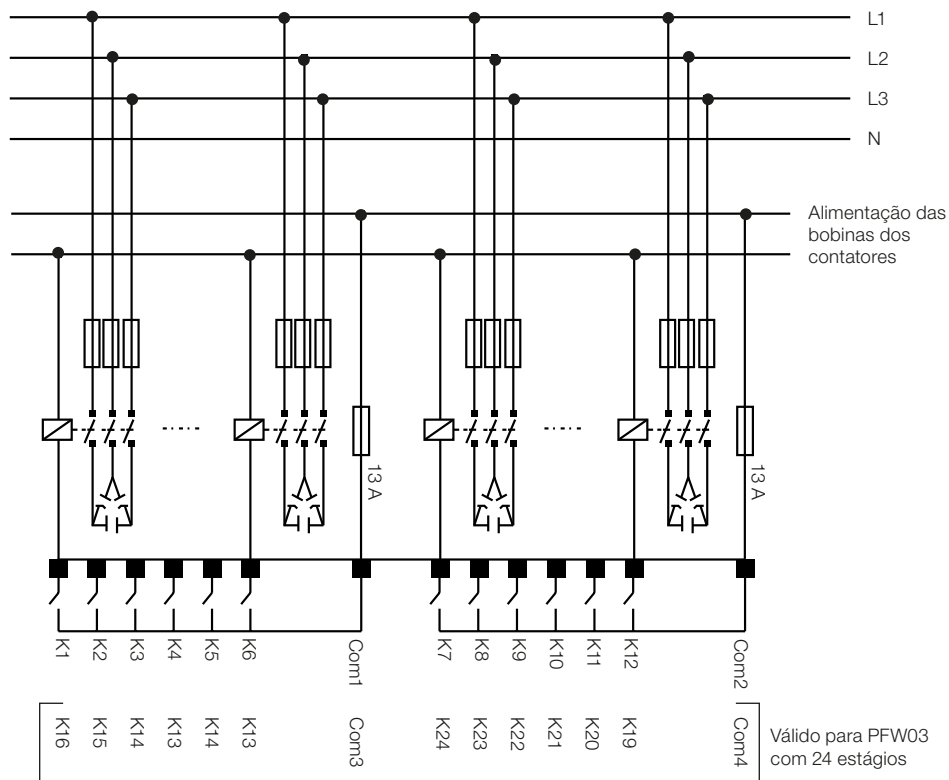 L1
L2
L3
N
Alimentação das
bobinas dos
contatores
13 A
13 A
K1 K2 K3 K4 K5 K6 Com1 K7 K8 K9 K10 K11 K12 Com2
K16 K15 K14 K13 K14 K13 Com3 K24 K23 K22 K21 K20 K19 Com4
Válido para PFW03
com 24 estágios